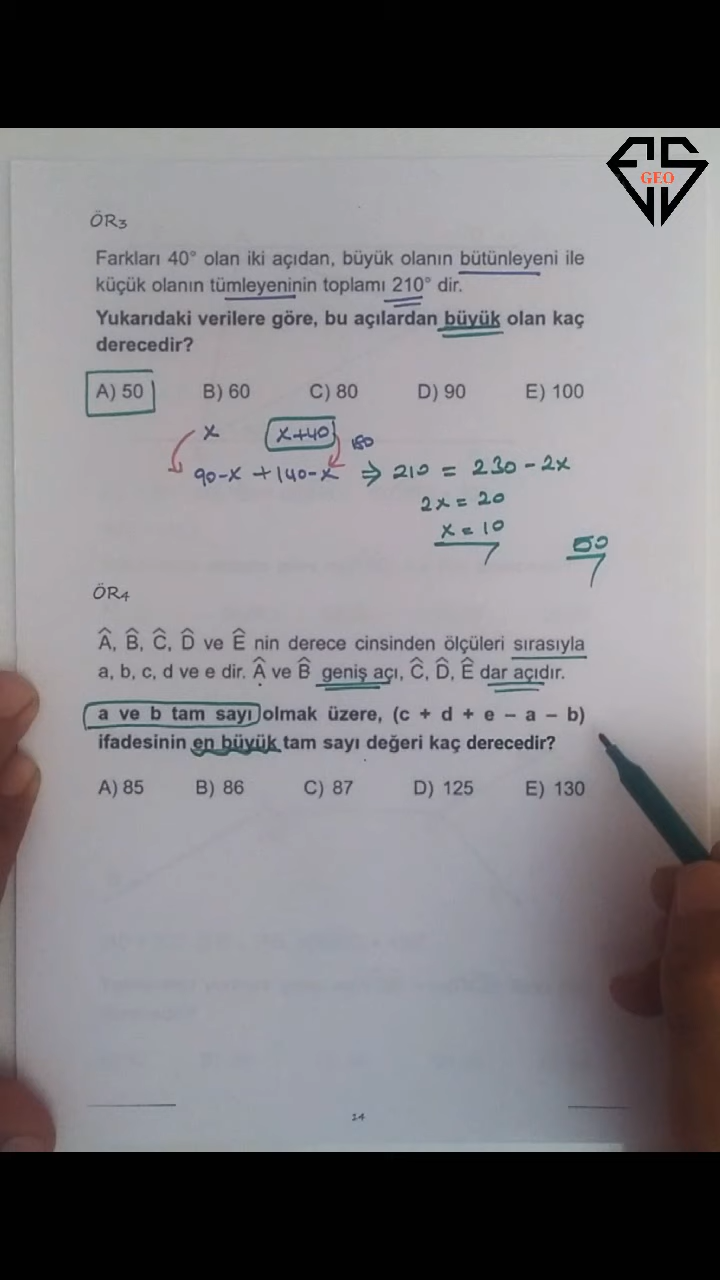 ES
GEO
ÖR3
Farkları 40° olan iki açıdan, büyük olanın bütünleyeni ile
küçük olanın tümleyeninin toplamı 210° dir.
Yukarıdaki verilere göre, bu açılardan büyük olan kaç
derecedir?
A) 50 B) 60 C) 80 D) 90 E) 100
x x+40 180
90-x + 140-x ⇒ 210 = 230 - 2x
2x = 20
x = 10
50
ÖR4
Â, B̂, Ĉ, D̂ ve Ê nin derece cinsinden ölçüleri sırasıyla
a, b, c, d ve e dir. Â ve B̂ geniş açı, Ĉ, D̂, Ê dar açıdır.
a ve b tam sayı olmak üzere, (c + d + e – a – b)
ifadesinin en büyük tam sayı değeri kaç derecedir?
A) 85 B) 86 C) 87 D) 125 E) 130
14